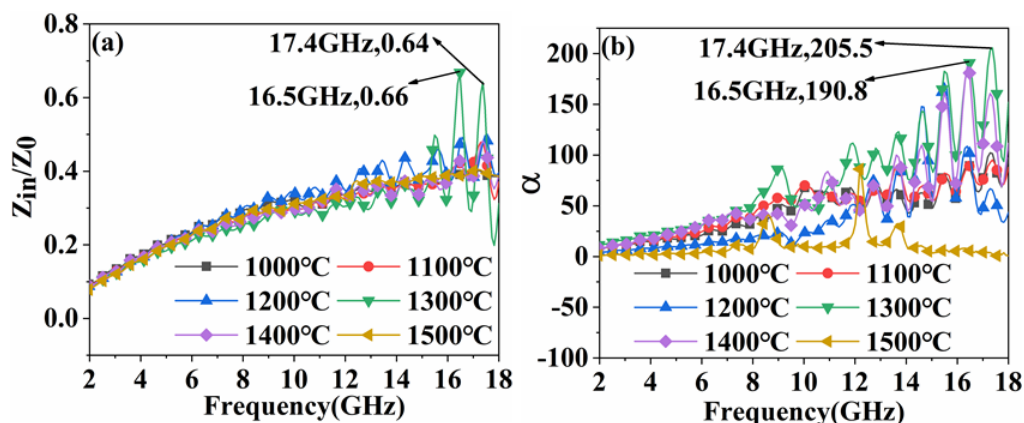 (a)
17.4GHz,0.64
16.5GHz,0.66
0.8
0.6
0.4
0.2
0.0
Zin/Z0
1000℃ 1100℃
1200℃ 1300℃
1400℃ 1500℃
2 4 6 8 10 12 14 16 18
Frequency(GHz)
(b)
17.4GHz,205.5
16.5GHz,190.8
200
150
100
50
0
-50
-100
α
1000℃ 1100℃
1200℃ 1300℃
1400℃ 1500℃
2 4 6 8 10 12 14 16 18
Frequency(GHz)